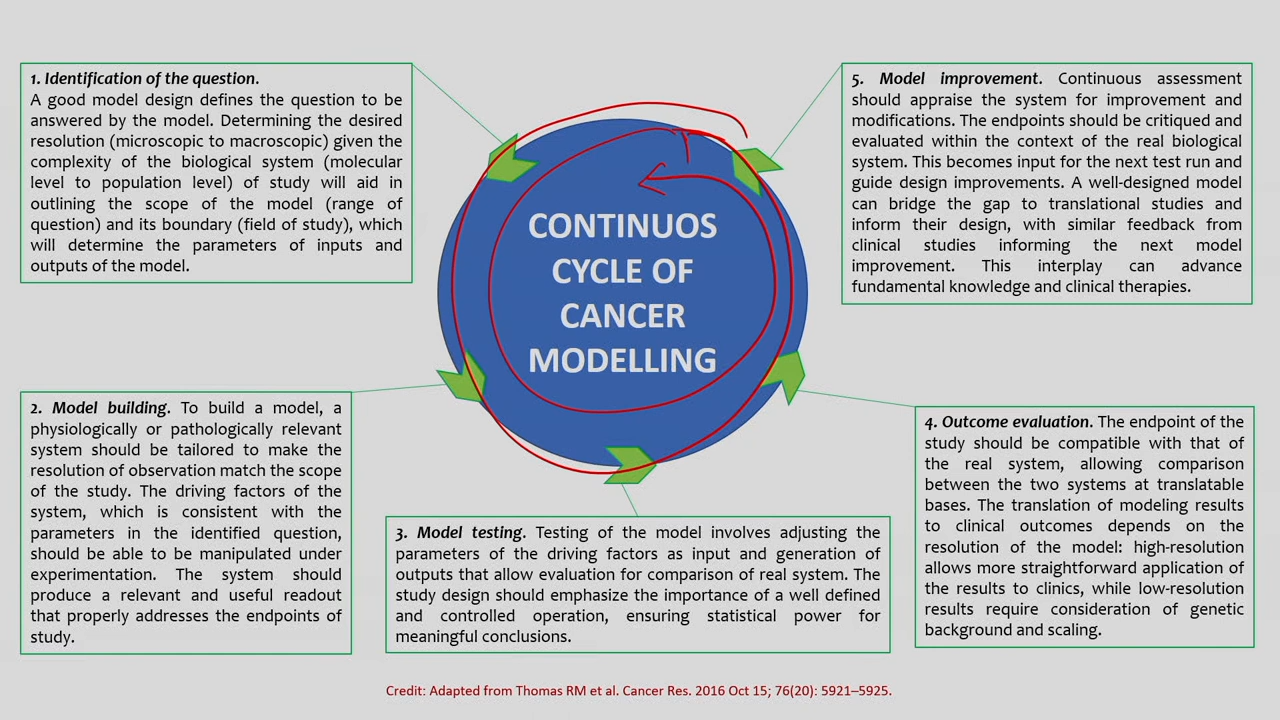 1. Identification of the question.
A good model design defines the question to be
answered by the model. Determining the desired
resolution (microscopic to macroscopic) given the
complexity of the biological system (molecular
level to population level) of study will aid in
outlining the scope of the model (range of
question) and its boundary (field of study), which
will determine the parameters of inputs and
outputs of the model.
2. Model building. To build a model, a
physiologically or pathologically relevant
system should be tailored to make the
resolution of observation match the scope
of the study. The driving factors of the
system, which is consistent with the
parameters in the identified question,
should be able to be manipulated under
experimentation. The system should
produce a relevant and useful readout
that properly addresses the endpoints of
study.
CONTINUOS
CYCLE OF
CANCER
MODELLING
3. Model testing. Testing of the model involves adjusting the
parameters of the driving factors as input and generation of
outputs that allow evaluation for comparison of real system. The
study design should emphasize the importance of a well defined
and controlled operation, ensuring statistical power for
meaningful conclusions.
4. Outcome evaluation. The endpoint of the
study should be compatible with that of
the real system, allowing comparison
between the two systems at translatable
bases. The translation of modeling results
to clinical outcomes depends on the
resolution of the model: high-resolution
allows more straightforward application of
the results to clinics, while low-resolution
results require consideration of genetic
background and scaling.
5. Model improvement. Continuous assessment
should appraise the system for improvement and
modifications. The endpoints should be critiqued and
evaluated within the context of the real biological
system. This becomes input for the next test run and
guide design improvements. A well-designed model
can bridge the gap to translational studies and
inform their design, with similar feedback from
clinical studies informing the next model
improvement. This interplay can advance
fundamental knowledge and clinical therapies.
Credit: Adapted from Thomas RM et al. Cancer Res. 2016 Oct 15; 76(20): 5921–5925.